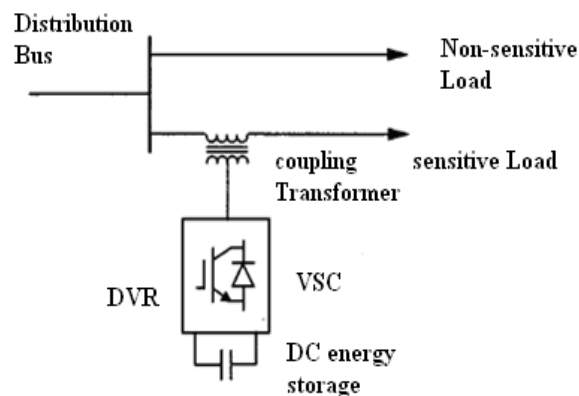 Distribution
Bus
Non-sensitive
Load
coupling
Transformer
sensitive Load
DVR
VSC
DC energy
storage